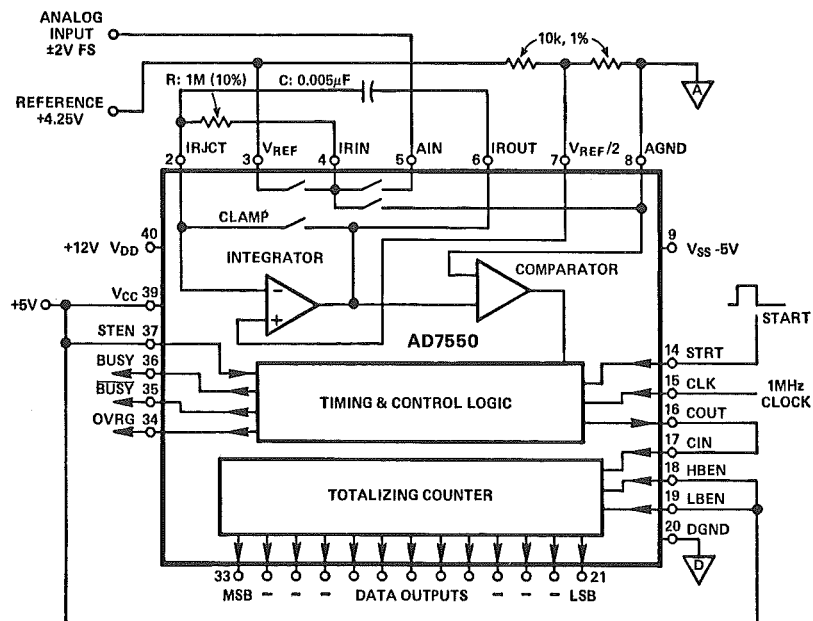 ANALOG
INPUT
±2V FS
REFERENCE
+4.25V
R: 1M (10%)
C: 0.005µF
10k, 1%
A
2 IRJCT
3 VREF
4 IRIN
5 AIN
6 IROUT
7 VREF/2
8 AGND
CLAMP
+12V VDD 40
9 VSS -5V
INTEGRATOR
COMPARATOR
-
+
+5V
VCC 39
START
STEN 37
AD7550
14 STRT
BUSY 36
BUSY 35
OVRG 34
TIMING & CONTROL LOGIC
15 CLK
1MHz
CLOCK
16 COUT
17 CIN
18 HBEN
19 LBEN
TOTALIZING COUNTER
20 DGND
D
33
21
MSB – – – DATA OUTPUTS – – – LSB